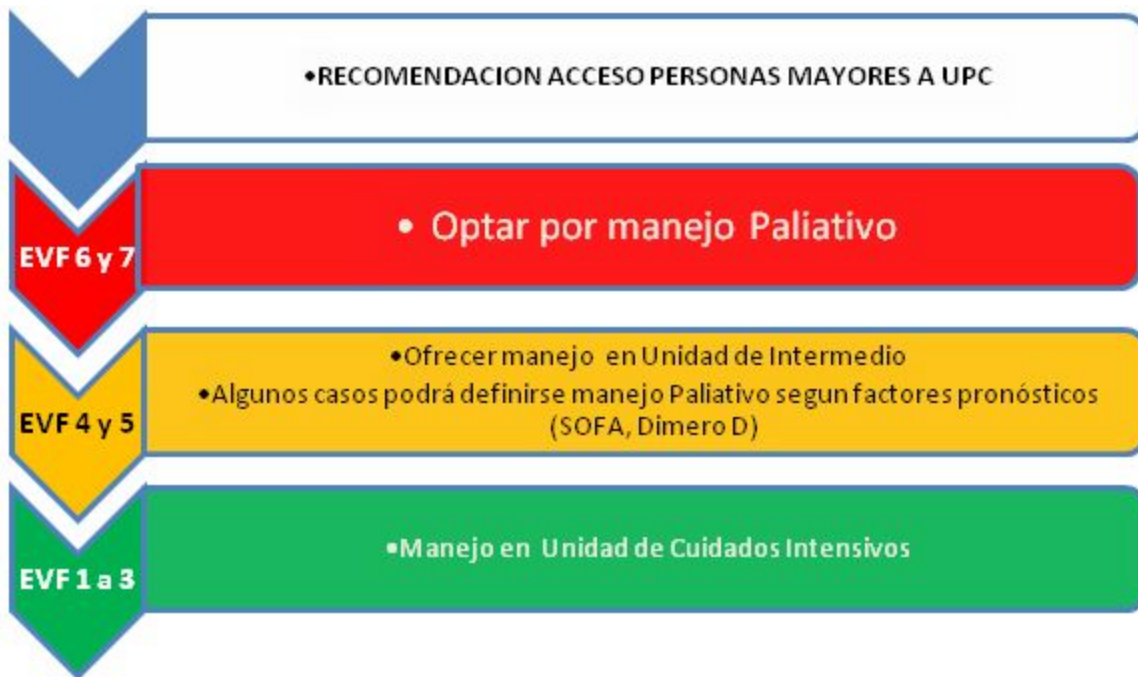 •RECOMENDACION ACCESO PERSONAS MAYORES A UPC
EVF 6 y 7
• Optar por manejo Paliativo
EVF 4 y 5
•Ofrecer manejo en Unidad de Intermedio
•Algunos casos podrá definirse manejo Paliativo segun factores pronósticos
(SOFA, Dimero D)
EVF 1 a 3
•Manejo en Unidad de Cuidados Intensivos